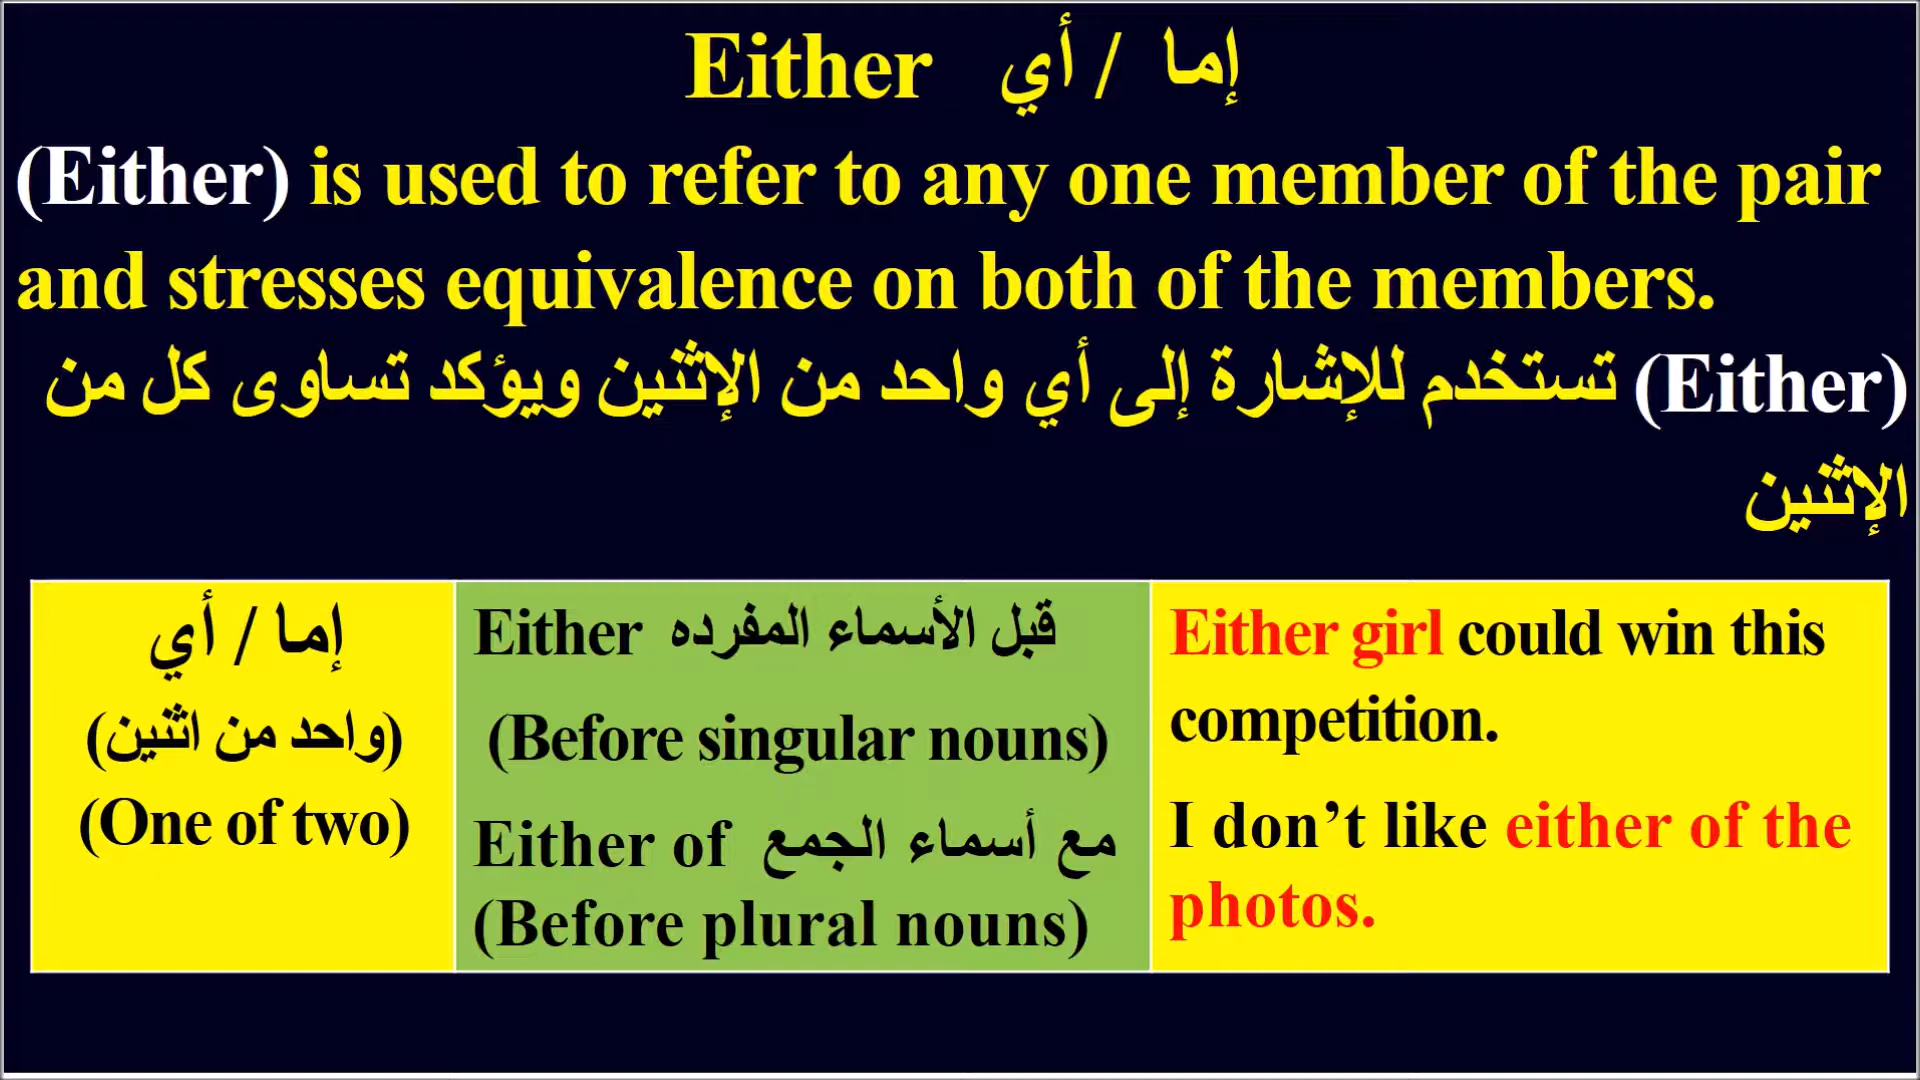 Either إما / أي
(Either) is used to refer to any one member of the pair
and stresses equivalence on both of the members.
(Either) تستخدم للإشارة إلى أي واحد من الإثنين ويؤكد تساوى كل من
الإثنين
إما / أي
(واحد من اثنين)
(One of two)
Either قبل الأسماء المفرده
(Before singular nouns)
Either of مع أسماء الجمع
(Before plural nouns)
Either girl could win this
competition.
I don’t like either of the
photos.